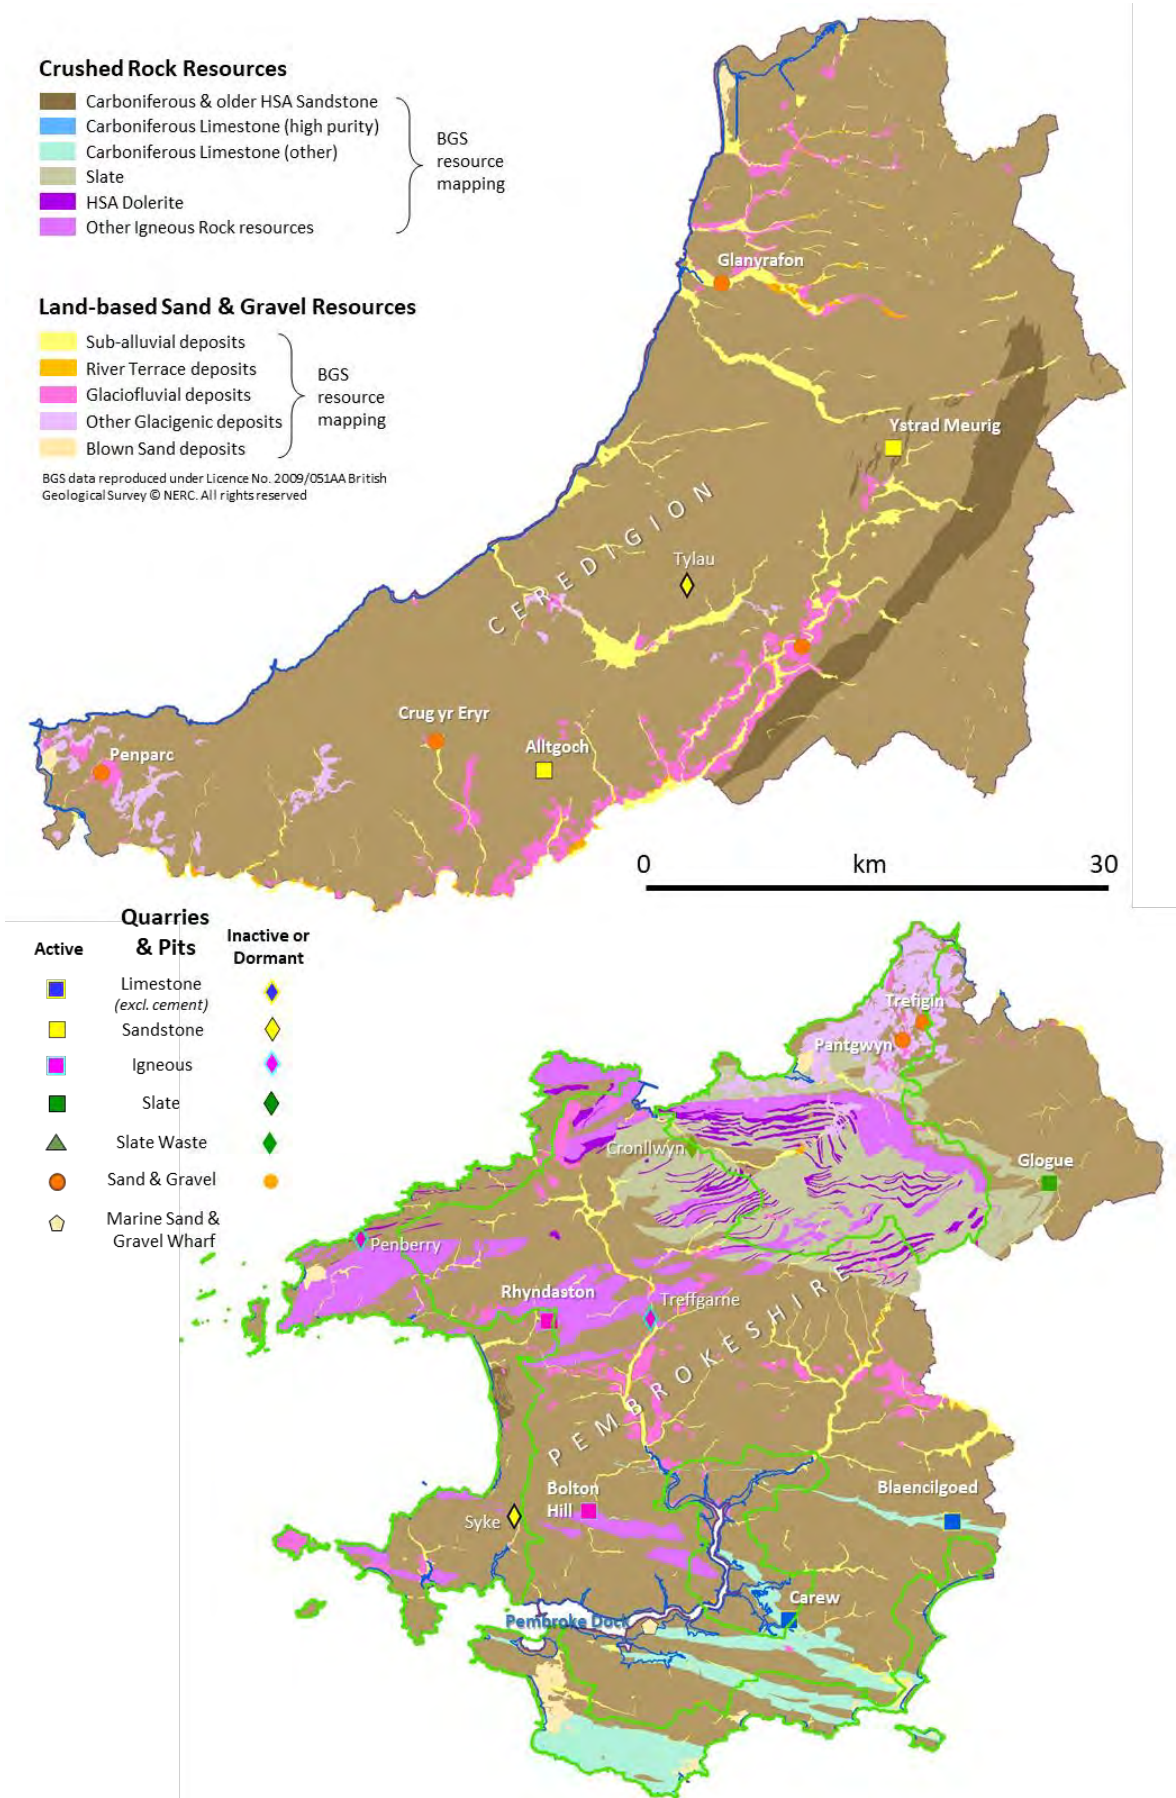 Crushed Rock Resources
Carboniferous & older HSA Sandstone
Carboniferous Limestone (high purity)
Carboniferous Limestone (other)
Slate
HSA Dolerite
Other Igneous Rock resources
BGS
resource
mapping
Land-based Sand & Gravel Resources
Sub-alluvial deposits
River Terrace deposits
Glaciofluvial deposits
Other Glacigenic deposits
Blown Sand deposits
BGS
resource
mapping
BGS data reproduced under Licence No. 2009/051AA British
Geological Survey © NERC. All rights reserved
Glanyrafon
Ystrad Meurig
CEREDIGION
Tylau
Crug yr Eryr
Alltgoch
Penparc
0 km 30
Quarries
& Pits
Active
Inactive or
Dormant
Limestone
(excl. cement)
Sandstone
Igneous
Slate
Slate Waste
Sand & Gravel
Marine Sand &
Gravel Wharf
Trefigin
Pantgwyn
Cronllwyn
Glogue
Penberry
Rhyndaston
Treffgarne
PEMBROKESHIRE
Bolton
Hill
Blaencilgoed
Syke
Carew
Pembroke Dock